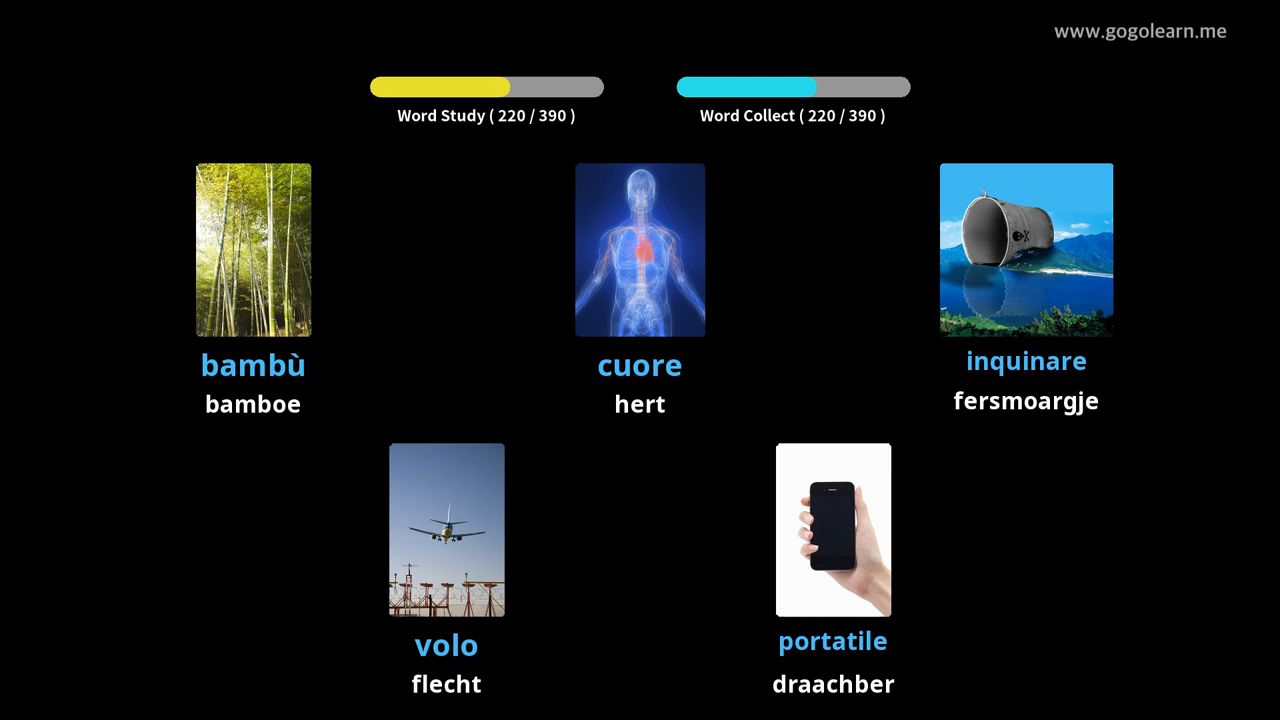 www.gogolearn.me
Word Study ( 220 / 390 )
Word Collect ( 220 / 390 )
bambù
bamboe
cuore
hert
inquinare
fersmoargje
volo
flecht
portatile
draachber